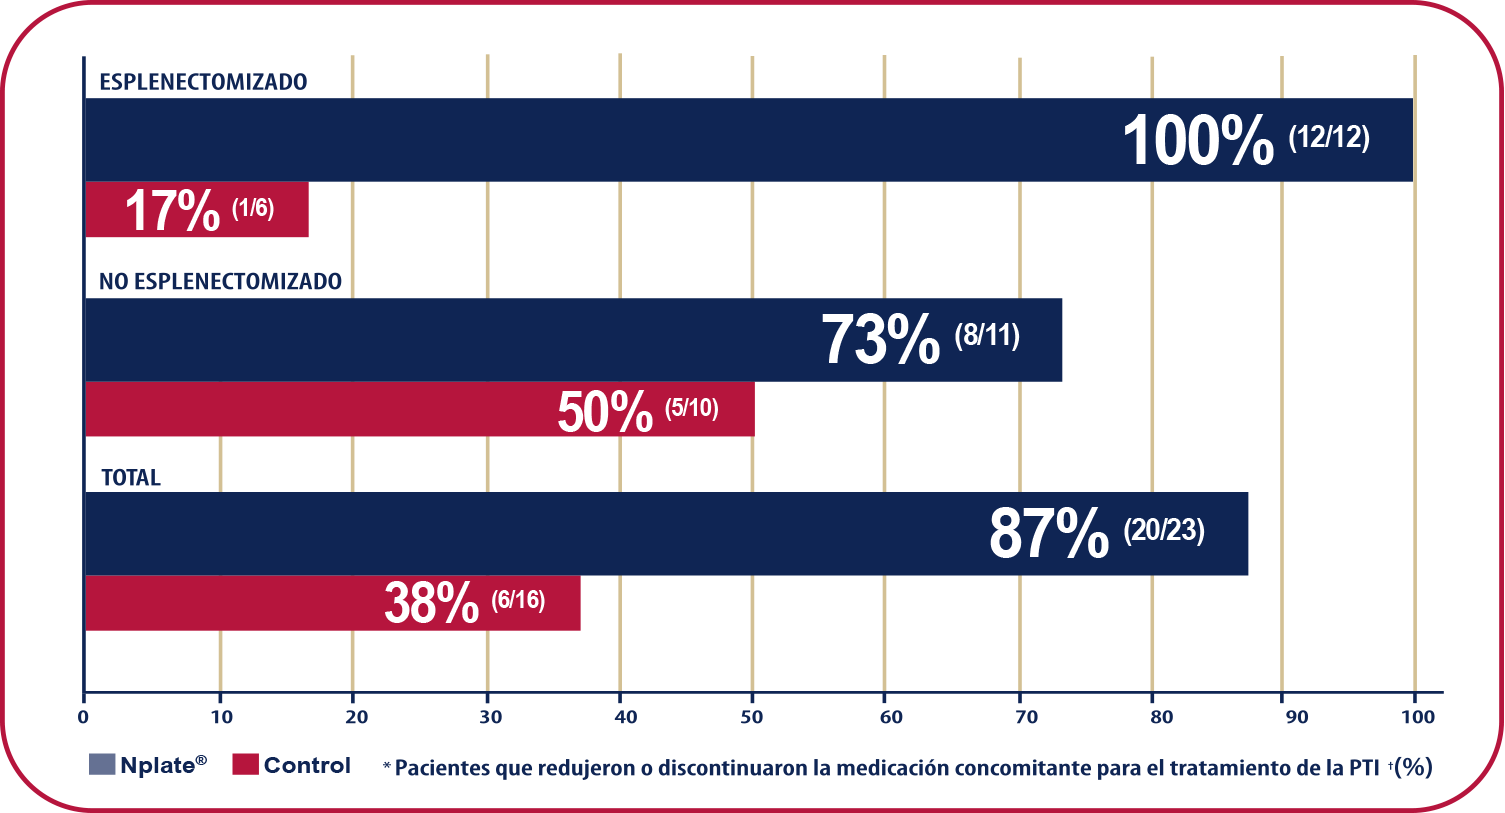 ESPLENECTOMIZADO
100% (12/12)
17% (1/6)
NO ESPLENECTOMIZADO
73% (8/11)
50% (5/10)
TOTAL
87% (20/23)
38% (6/16)
0 10 20 30 40 50 60 70 80 90 100
Nplate® Control *Pacientes que redujeron o discontinuaron la medicación concomitante para el tratamiento de la PTI †(%)